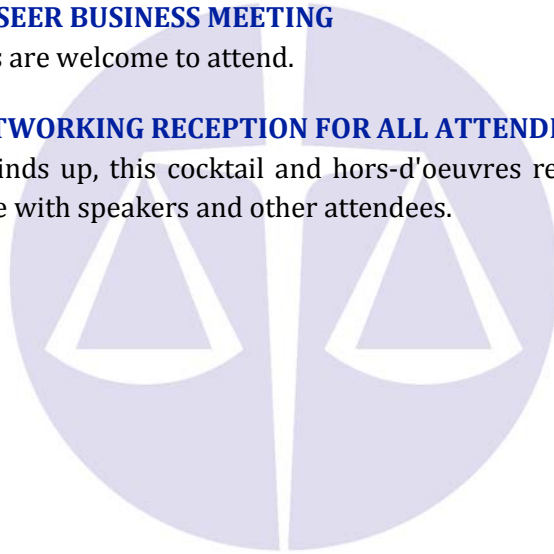 SEER BUSINESS MEETING
s are welcome to attend.
TWORKING RECEPTION FOR ALL ATTEND
inds up, this cocktail and hors-d'oeuvres re
e with speakers and other attendees.